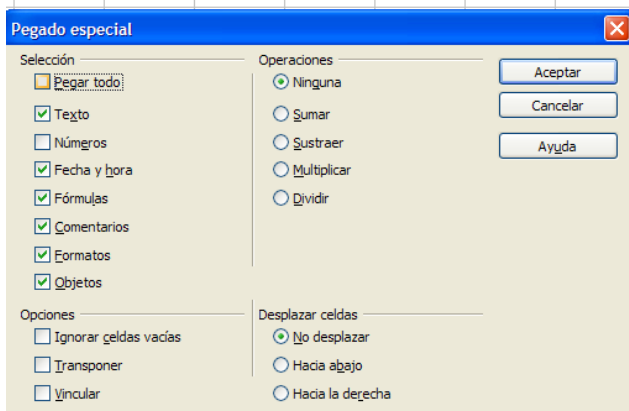 Pegado especial
Selección
Pegar todo
Texto
Números
Fecha y hora
Fórmulas
Comentarios
Formatos
Objetos
Operaciones
Ninguna
Sumar
Sustraer
Multiplicar
Dividir
Aceptar
Cancelar
Ayuda
Opciones
Ignorar celdas vacías
Transponer
Vincular
Desplazar celdas
No desplazar
Hacia abajo
Hacia la derecha